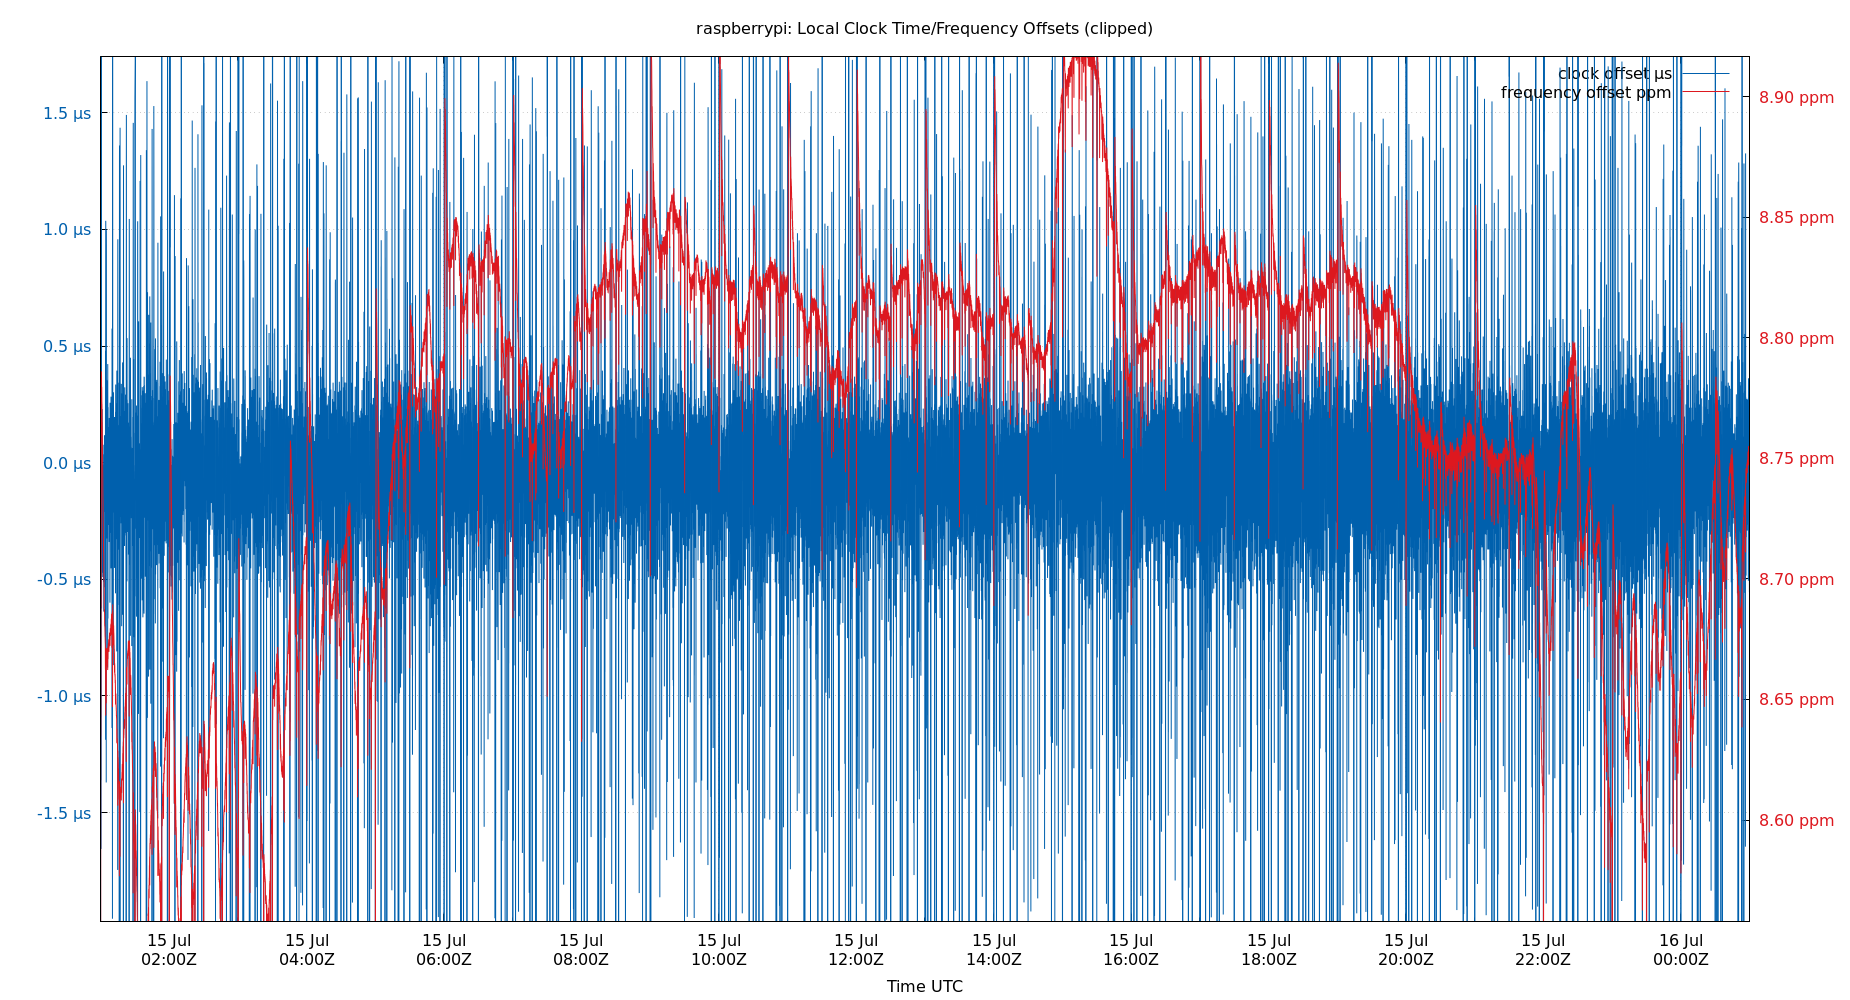 raspberrypi: Local Clock Time/Frequency Offsets (clipped)
clock offset µs
frequency offset ppm
1.5 µs
1.0 µs
0.5 µs
0.0 µs
-0.5 µs
-1.0 µs
-1.5 µs
8.90 ppm
8.85 ppm
8.80 ppm
8.75 ppm
8.70 ppm
8.65 ppm
8.60 ppm
15 Jul 15 Jul 15 Jul 15 Jul 15 Jul 15 Jul 15 Jul 15 Jul 15 Jul 15 Jul 15 Jul 16 Jul
02:00Z 04:00Z 06:00Z 08:00Z 10:00Z 12:00Z 14:00Z 16:00Z 18:00Z 20:00Z 22:00Z 00:00Z
Time UTC